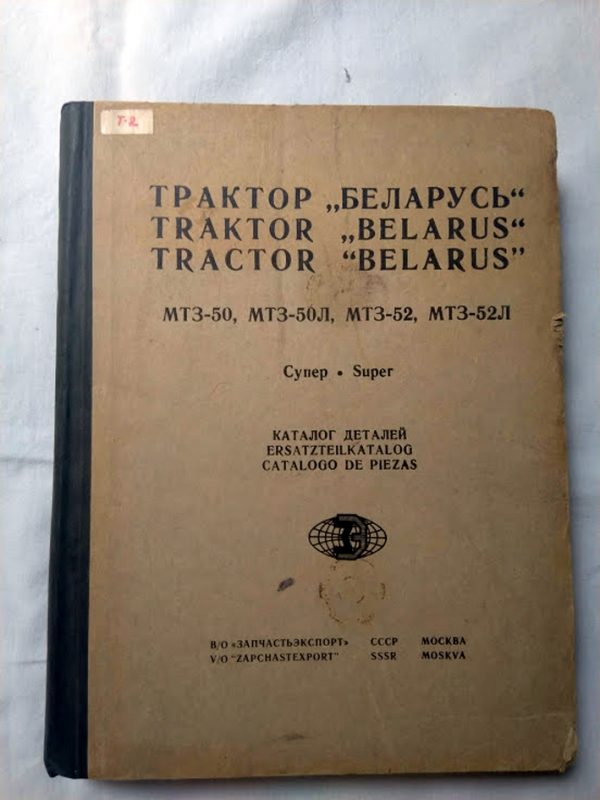 Т-2
ТРАКТОР „БЕЛАРУСЬ“
TRAKTOR „BELARUS“
TRACTOR “BELARUS”
МТЗ-50, МТЗ-50Л, МТЗ-52, МТЗ-52Л
Супер • Super
КАТАЛОГ ДЕТАЛЕЙ
ERSATZTEILKATALOG
CATALOGO DE PIEZAS
В/О «ЗАПЧАСТЬЭКСПОРТ» СССР МОСКВА
V/O “ZAPCHASTEXPORT” SSSR MOSKVA